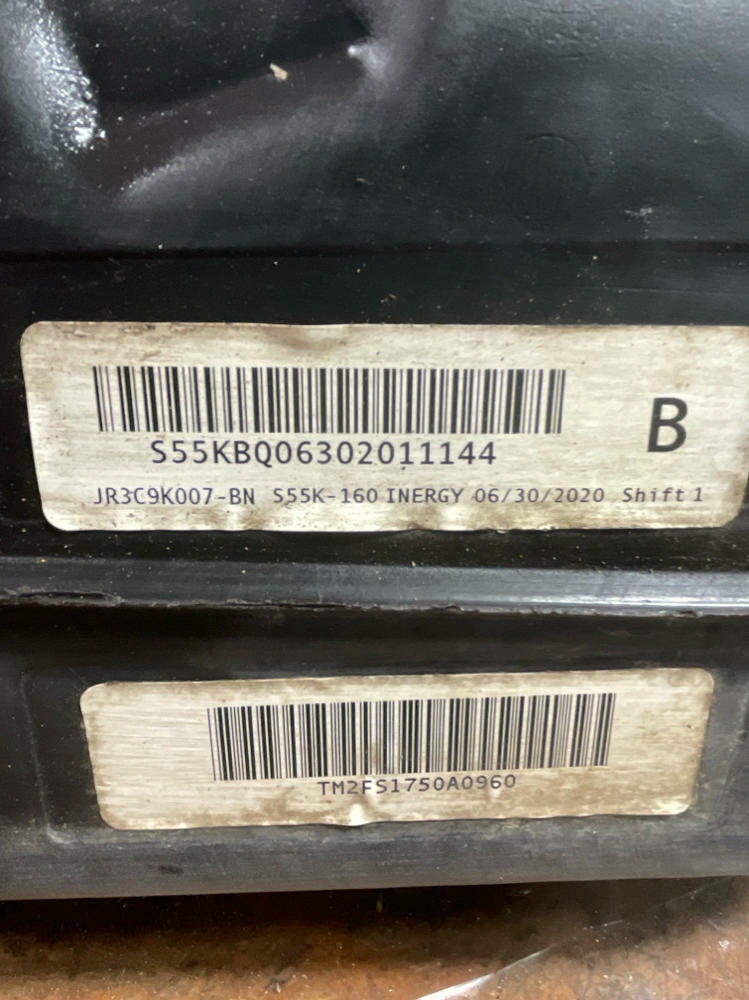 B
S55KBQ06302011144
JR3C9K007-BN S55K-160 INERGY 06/30/2020 Shift 1
TM2FS1750A0960